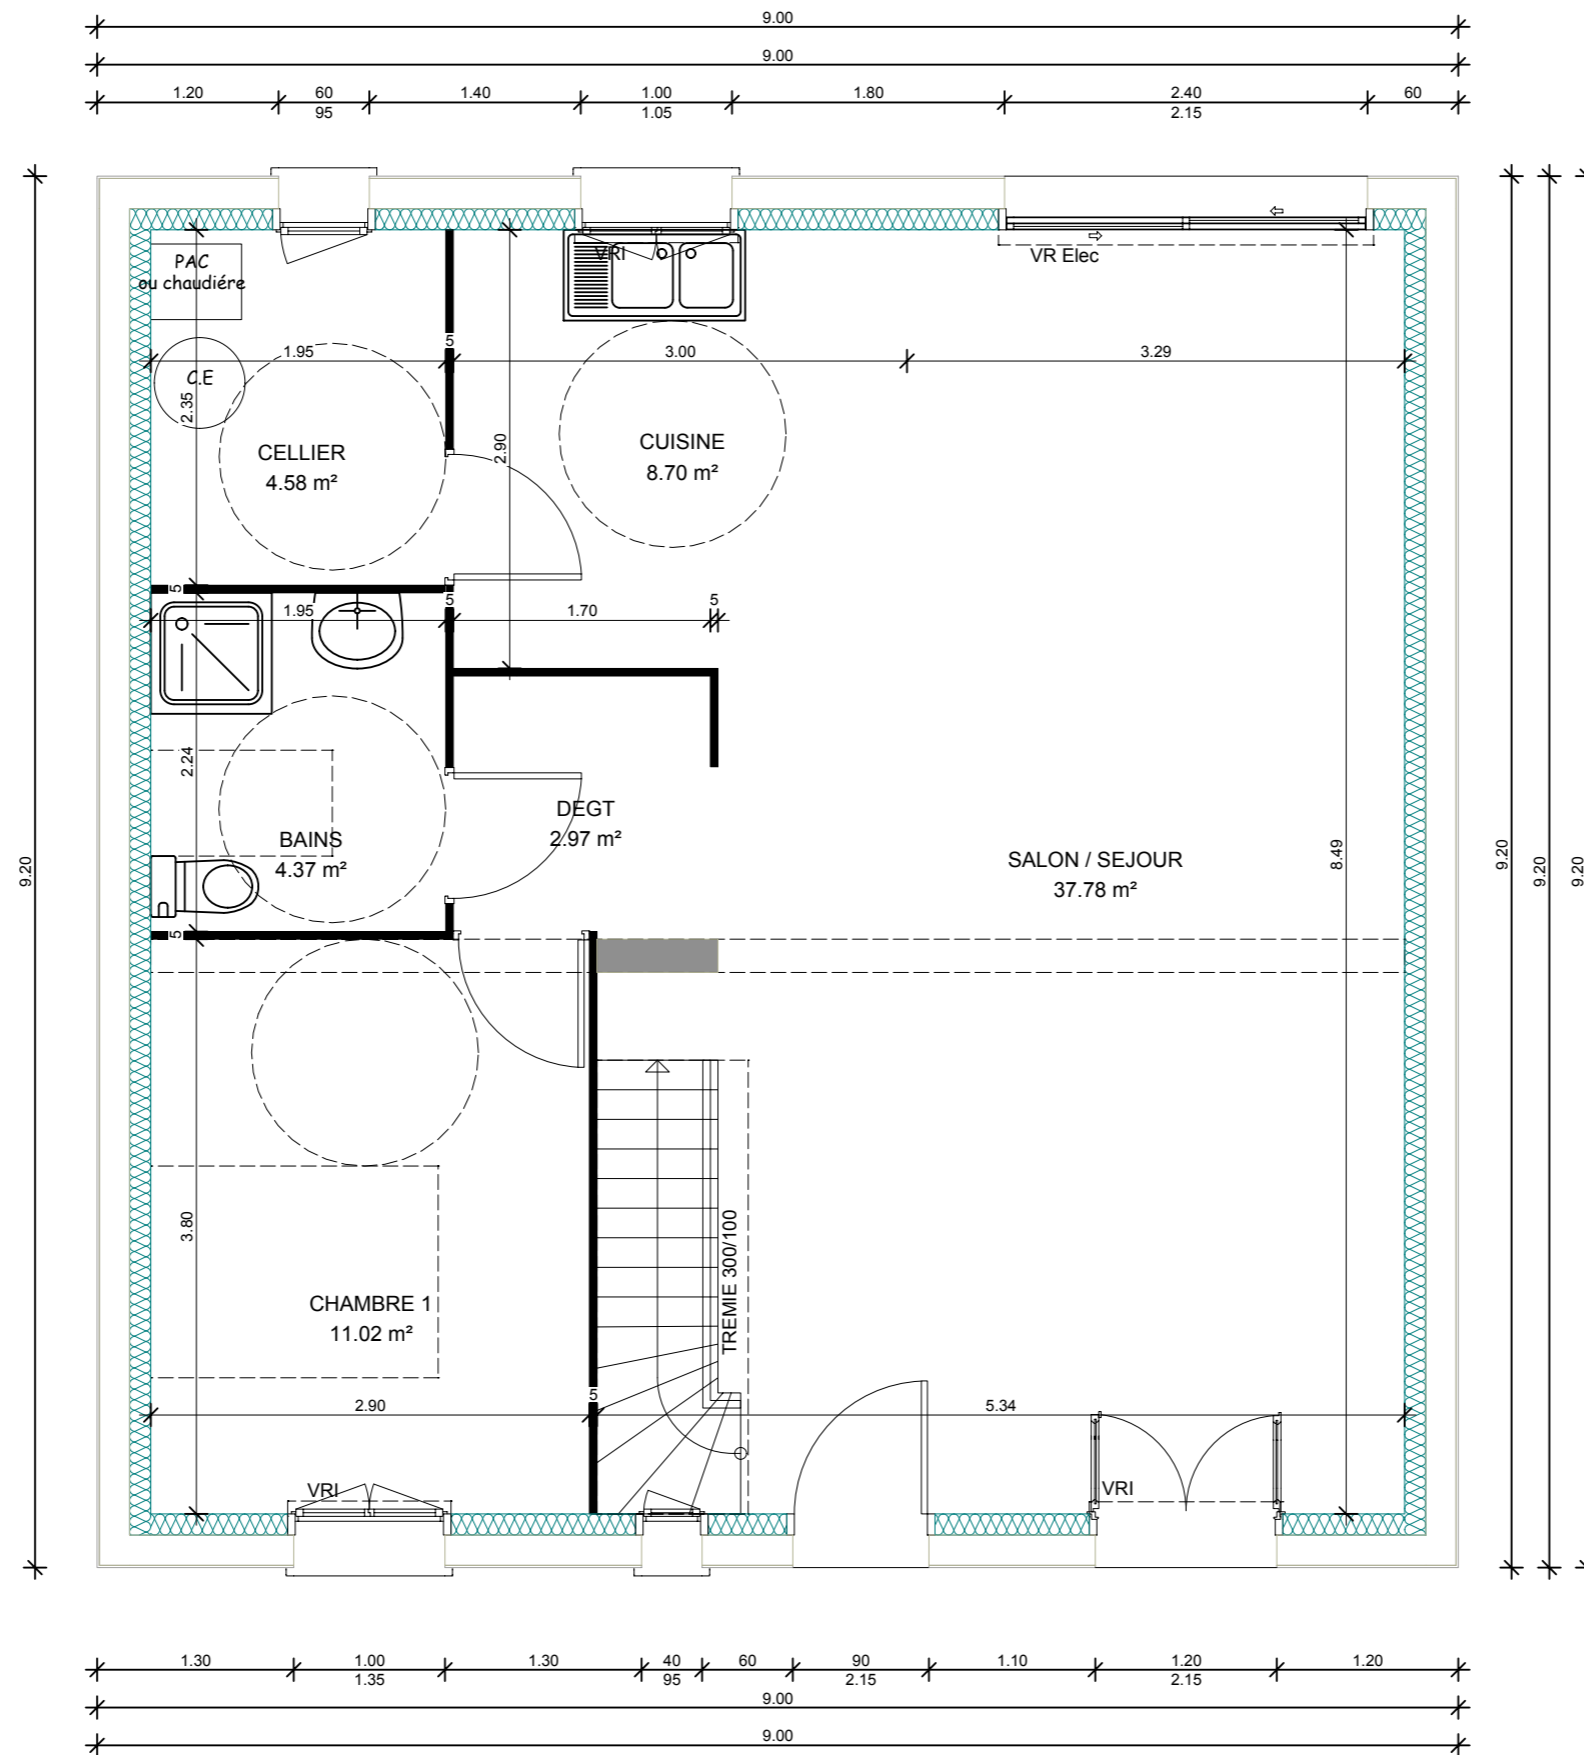 9.00
9.00
1.20 60 1.40 1.00 1.80 2.40 60
95 1.05 2.15
PAC
ou chaudiére
VRI
VR Elec
C.E
1.95 5 3.00 3.29
2.35
2.90
CELLIER
4.58 m²
CUISINE
8.70 m²
5
1.95 5 1.70 5
2.24
DEGT
2.97 m²
BAINS
4.37 m²
SALON / SEJOUR
37.78 m²
8.49
9.20
9.20
9.20
9.20
5
3.80
TREMIE 300/100
CHAMBRE 1
11.02 m²
2.90 5 5.34
VRI
VRI
1.30 1.00 1.30 40 60 90 1.10 1.20 1.20
1.35 95 2.15 2.15
9.00
9.00